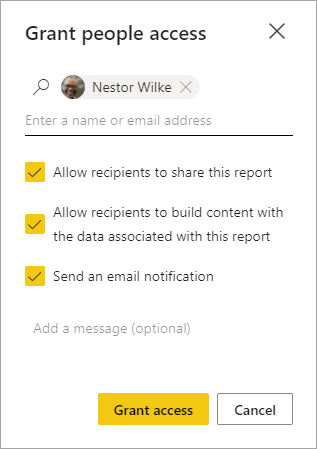 Grant people access
Nestor Wilke
Enter a name or email address
Allow recipients to share this report
Allow recipients to build content with
the data associated with this report
Send an email notification
Add a message (optional)
Grant access
Cancel